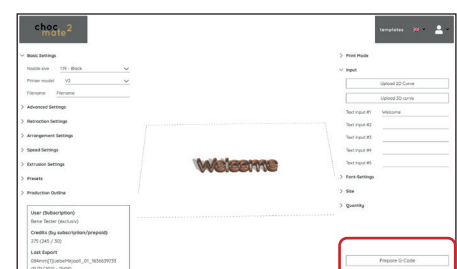 choc
mate 2
templates
Basic Settings
Nozzle size
1.19 - Black
Printer model
V2
Filename
Filename
Advanced Settings
Retraction Settings
Arrangement Settings
Speed Settings
Extrusion Settings
Presets
Production Outline
User (Subscription)
Bene Tester (exclusiv)
Credits (by subscription/prepaid)
275 (245 / 30)
Last Export
Welcome
Print Mode
Input
Upload 2D Curve
Upload 3D curve
Text Input #1
Welcome
Text Input #2
Text Input #3
Text Input #4
Text Input #5
Font-Settings
Size
Quantity
Prepare G-Code